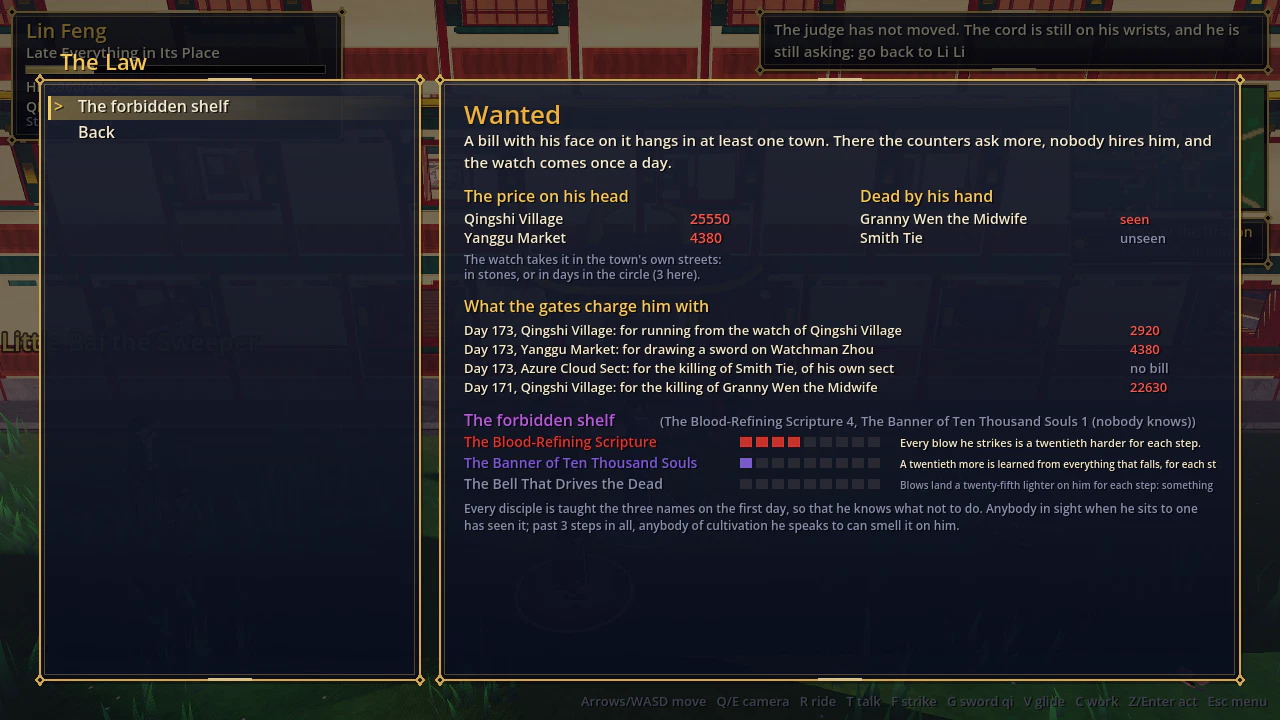 Lin Feng
Late Everything in Its Place
The Law
The judge has not moved. The cord is still on his wrists, and he is
still asking: go back to Li Li
> The forbidden shelf
Back
Wanted
A bill with his face on it hangs in at least one town. There the counters ask more, nobody hires him, and
the watch comes once a day.
The price on his head
Qingshi Village 25550
Yanggu Market 4380
The watch takes it in the town's own streets:
in stones, or in days in the circle (3 here).
Dead by his hand
Granny Wen the Midwife seen
Smith Tie unseen
What the gates charge him with
Day 173, Qingshi Village: for running from the watch of Qingshi Village 2920
Day 173, Yanggu Market: for drawing a sword on Watchman Zhou 4380
Day 173, Azure Cloud Sect: for the killing of Smith Tie, of his own sect no bill
Day 171, Qingshi Village: for the killing of Granny Wen the Midwife 22630
The forbidden shelf (The Blood-Refining Scripture 4, The Banner of Ten Thousand Souls 1 (nobody knows))
The Blood-Refining Scripture Every blow he strikes is a twentieth harder for each step.
The Banner of Ten Thousand Souls A twentieth more is learned from everything that falls, for each st
The Bell That Drives the Dead Blows land a twenty-fifth lighter on him for each step: something
Every disciple is taught the three names on the first day, so that he knows what not to do. Anybody in sight when he sits to one
has seen it; past 3 steps in all, anybody of cultivation he speaks to can smell it on him.
Little Bai the Sweeper
Arrows/WASD move Q/E camera R ride T talk F strike G sword qi V glide C work Z/Enter act Esc menu